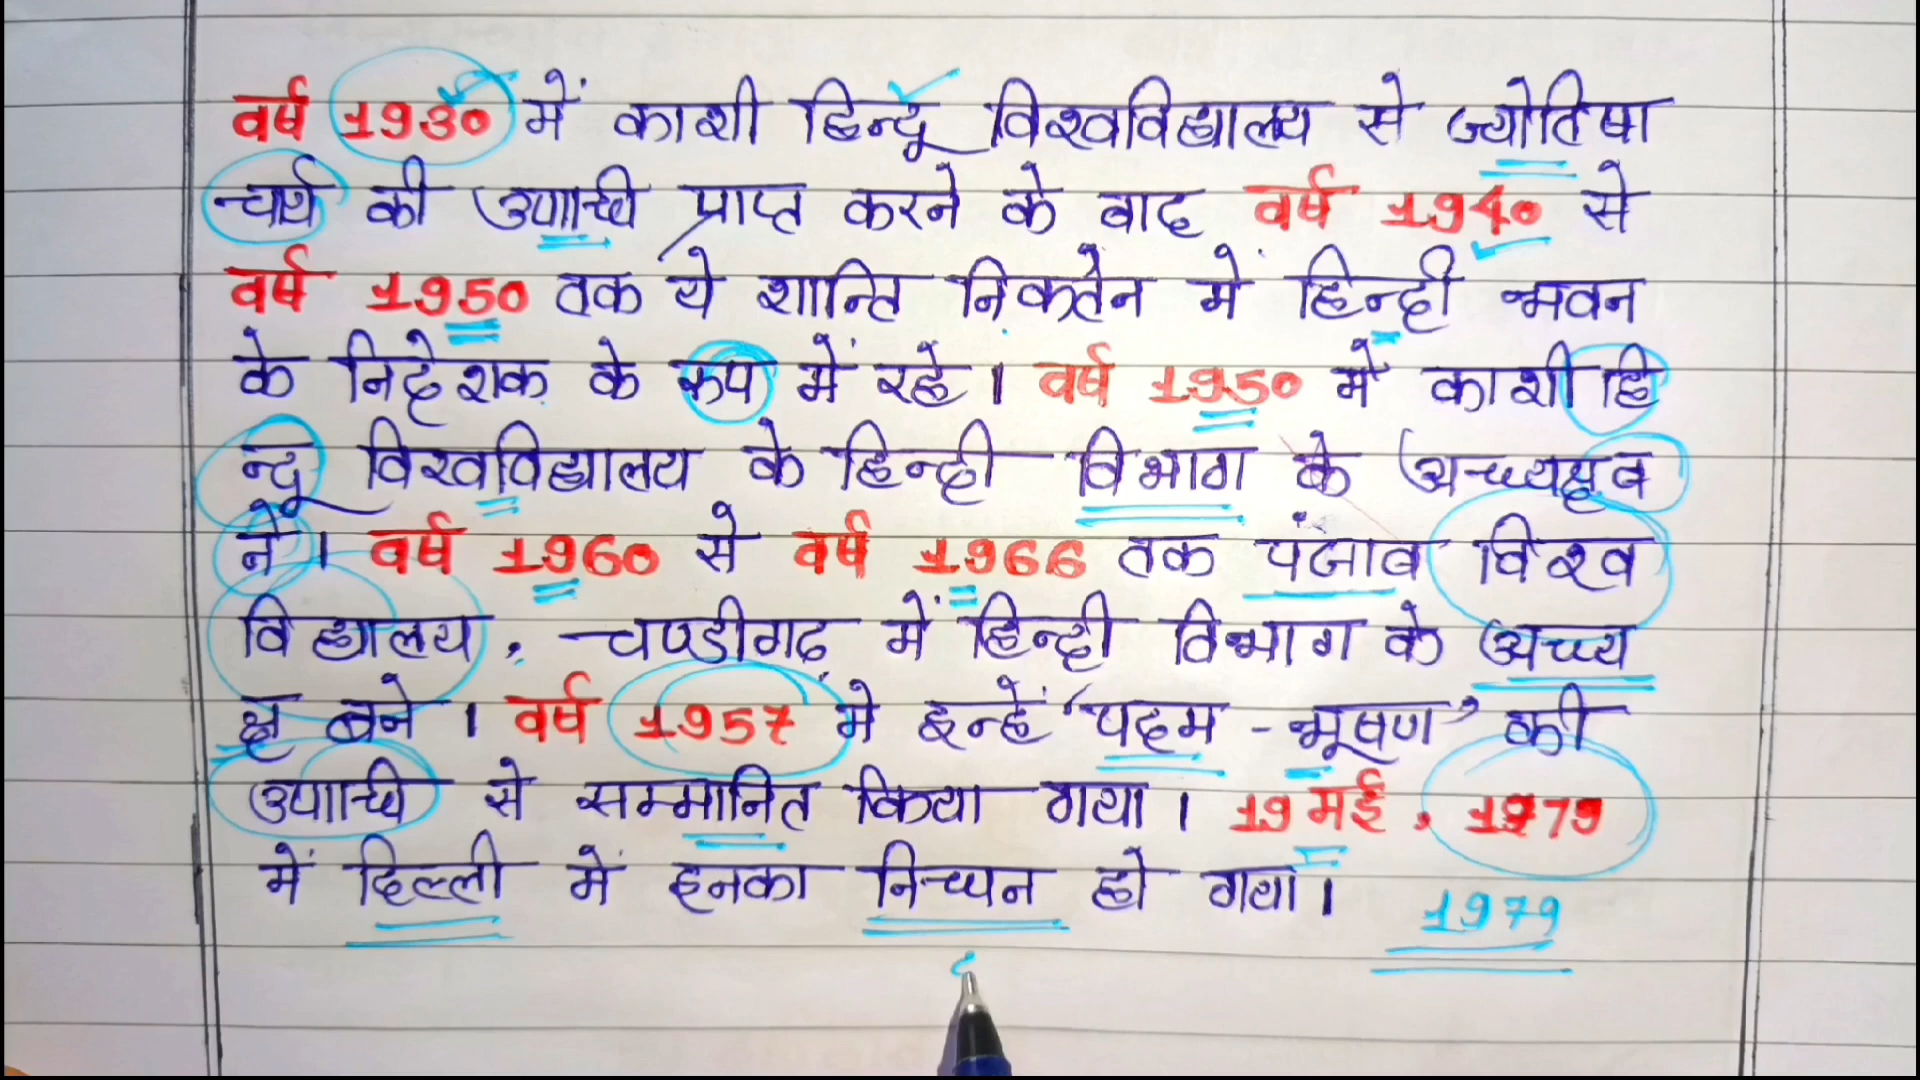 वर्ष 1930 में काशी हिन्दू विश्वविद्यालय से ज्योतिषा
चार्य की उपाधी प्राप्त करने के बाद वर्ष 1940 से
वर्ष 1950 तक ये शान्ति निकेतन में हिन्दी भवन
के निदेशक के रूप में रहे। वर्ष 1950 में काशी हि
न्दू विश्वविद्यालय के हिन्दी विभाग के अध्यक्ष ब
ने। वर्ष 1960 से वर्ष 1966 तक पंजाब विश्व
विद्यालय, चण्डीगढ़ में हिन्दी विभाग के अध्य
क्ष बने। वर्ष 1957 में इन्हें 'पद्म - भूषण' की
उपाधि से सम्मानित किया गया। 19 मई, 1979
में दिल्ली में इनका निधन हो गया। 1979